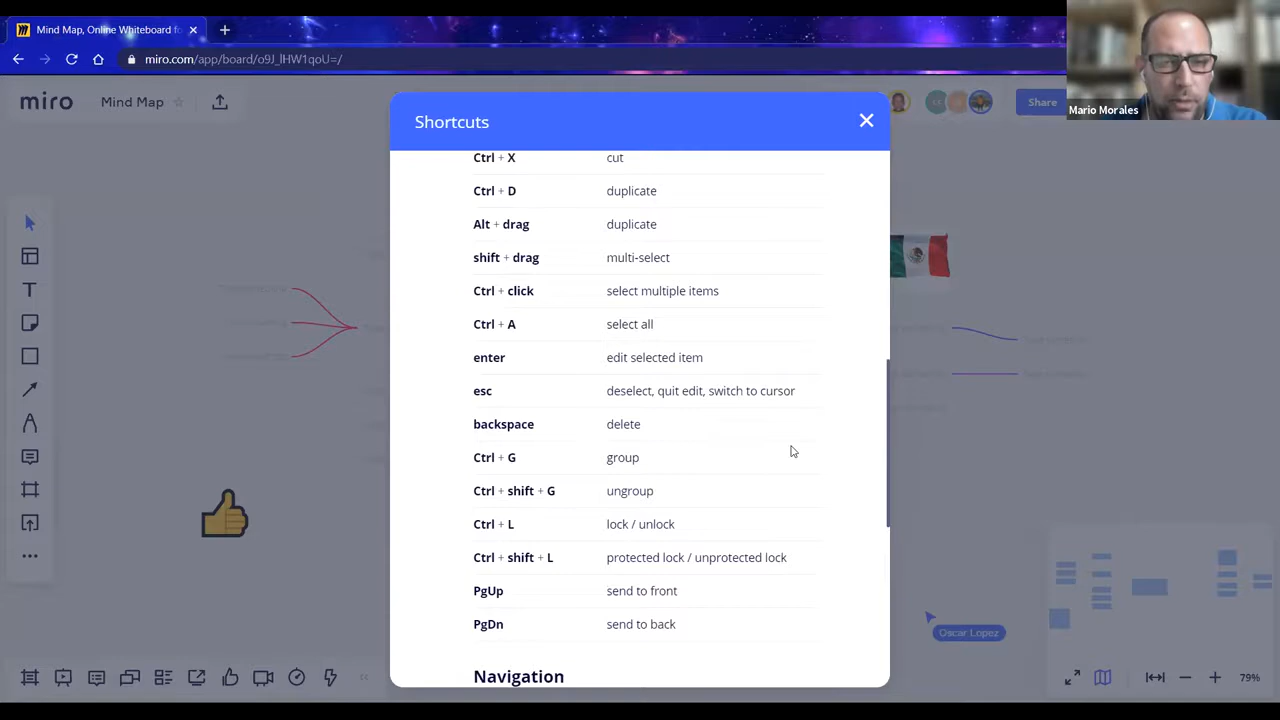 Mind Map, Online Whiteboard fo
miro.com/app/board/o9J_lHW1qoU=/
Mario Morales
miro
Mind Map
Share
Shortcuts
Ctrl + X cut
Ctrl + D duplicate
Alt + drag duplicate
shift + drag multi-select
Ctrl + click select multiple items
Ctrl + A select all
enter edit selected item
esc deselect, quit edit, switch to cursor
backspace delete
Ctrl + G group
Ctrl + shift + G ungroup
Ctrl + L lock / unlock
Ctrl + shift + L protected lock / unprotected lock
PgUp send to front
PgDn send to back
Navigation
Oscar Lopez
79%